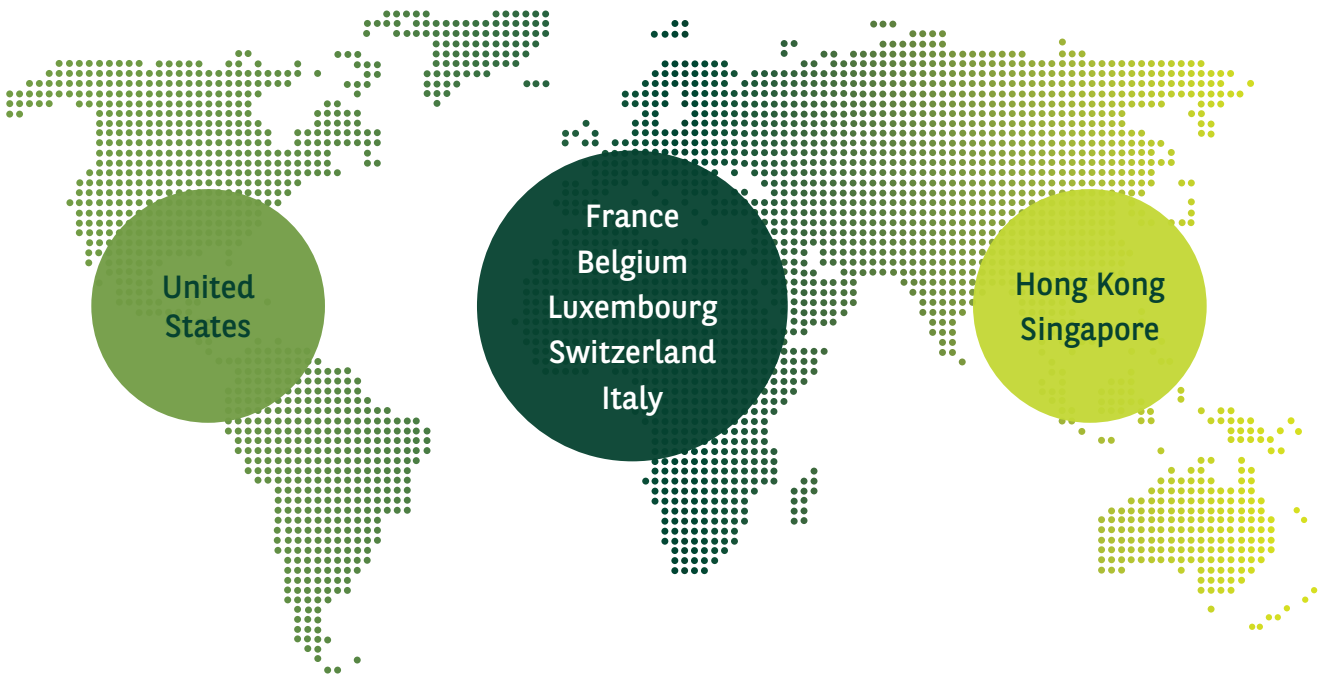 United
States
France
Belgium
Luxembourg
Switzerland
Italy
Hong Kong
Singapore